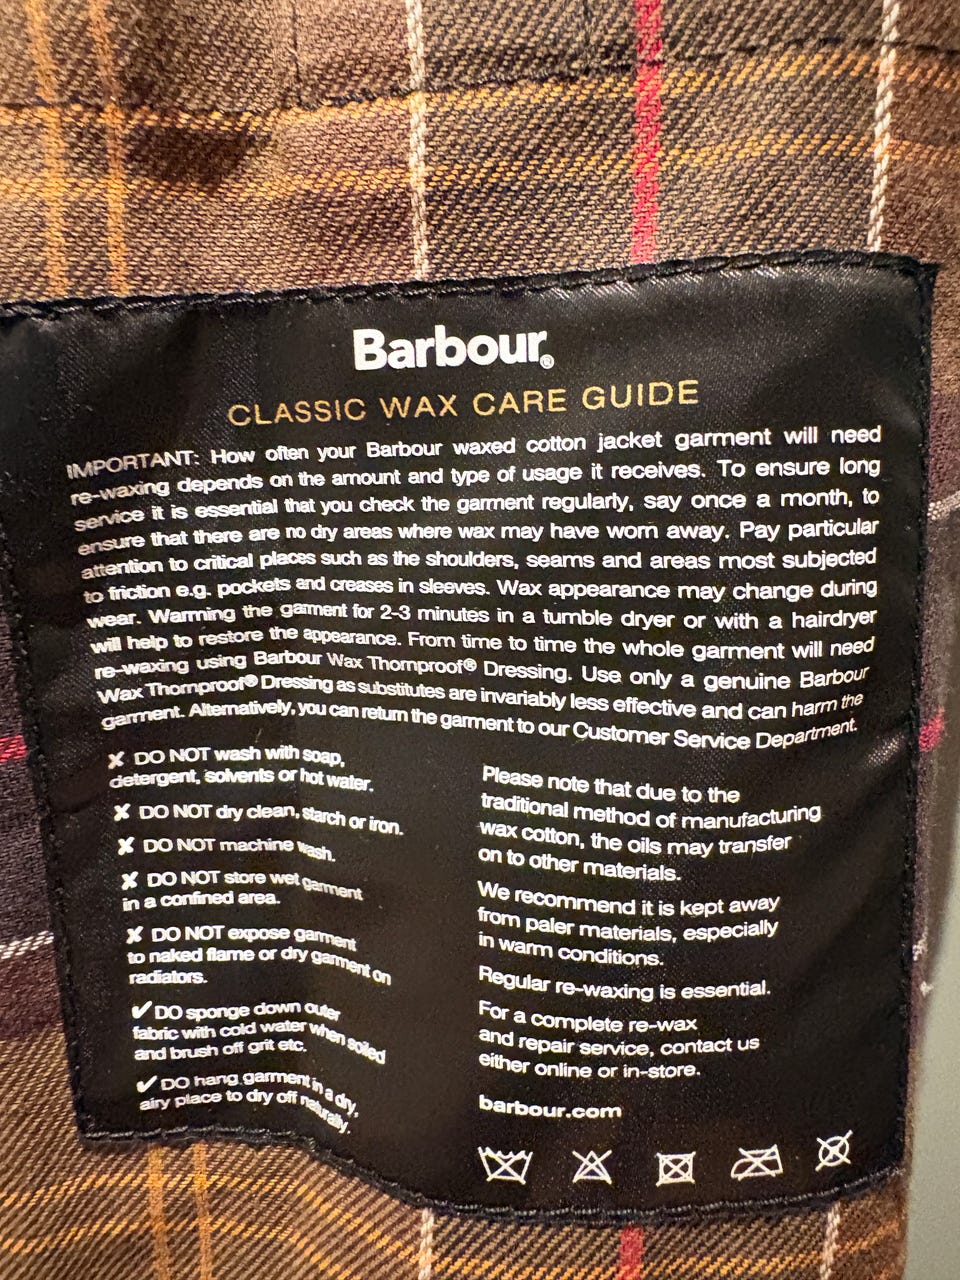 Barbour®
CLASSIC WAX CARE GUIDE
IMPORTANT: How often your Barbour waxed cotton jacket garment will need
re-waxing depends on the amount and type of usage it receives. To ensure long
service it is essential that you check the garment regularly, say once a month, to
ensure that there are no dry areas where wax may have worn away. Pay particular
attention to critical places such as the shoulders, seams and areas most subjected
to friction e.g. pockets and creases in sleeves. Wax appearance may change during
wear. Warming the garment for 2-3 minutes in a tumble dryer or with a hairdryer
will help to restore the appearance. From time to time the whole garment will need
re-waxing using Barbour Wax Thornproof® Dressing. Use only a genuine Barbour
Wax Thornproof® Dressing as substitutes are invariably less effective and can harm the
garment. Alternatively, you can return the garment to our Customer Service Department.
✘ DO NOT wash with soap,
detergent, solvents or hot water.
✘ DO NOT dry clean, starch or iron.
✘ DO NOT machine wash.
✘ DO NOT store wet garment
in a confined area.
✘ DO NOT expose garment
to naked flame or dry garment on
radiators.
✔ DO sponge down outer
fabric with cold water when soiled
and brush off grit etc.
✔ DO hang garment in a dry,
airy place to dry off naturally.
Please note that due to the
traditional method of manufacturing
wax cotton, the oils may transfer
on to other materials.
We recommend it is kept away
from paler materials, especially
in warm conditions.
Regular re-waxing is essential.
For a complete re-wax
and repair service, contact us
either online or in-store.
barbour.com